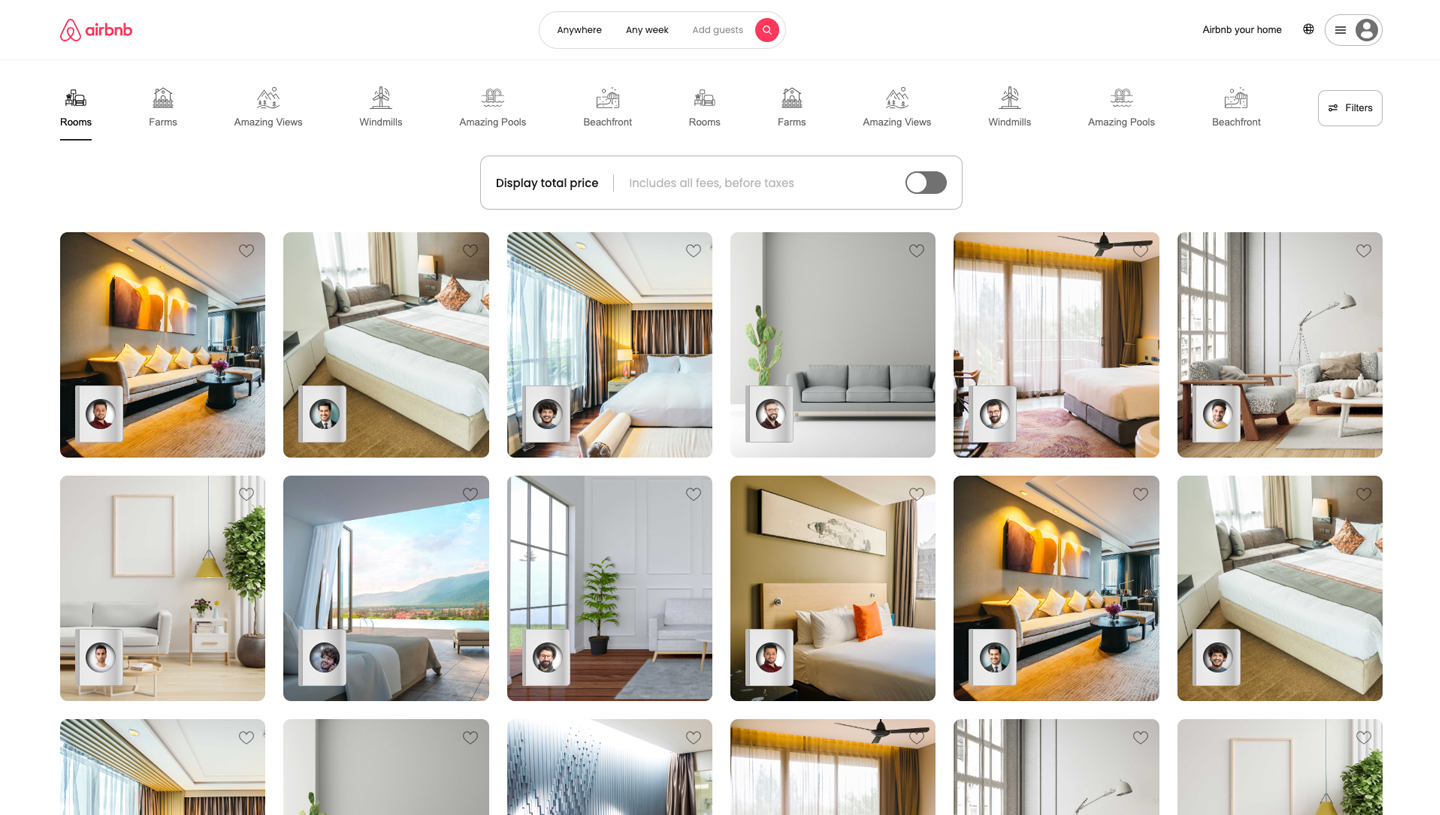 airbnb
Anywhere Any week Add guests
Airbnb your home
Rooms Farms Amazing Views Windmills Amazing Pools Beachfront Rooms Farms Amazing Views Windmills Amazing Pools Beachfront
Filters
Display total price Includes all fees, before taxes